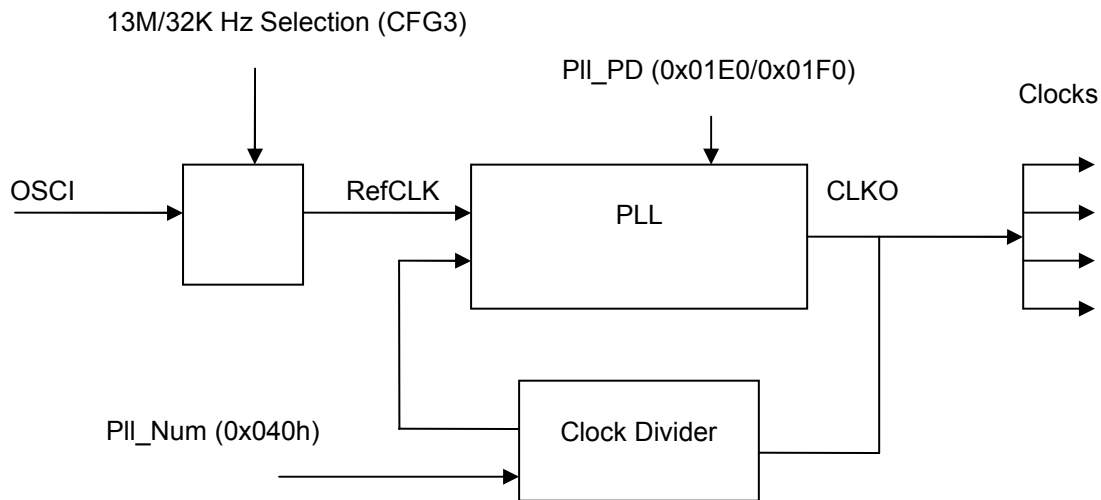 13M/32K Hz Selection (CFG3)
Pll_PD (0x01E0/0x01F0)
Clocks
OSCI
RefCLK
PLL
CLKO
Pll_Num (0x040h)
Clock Divider